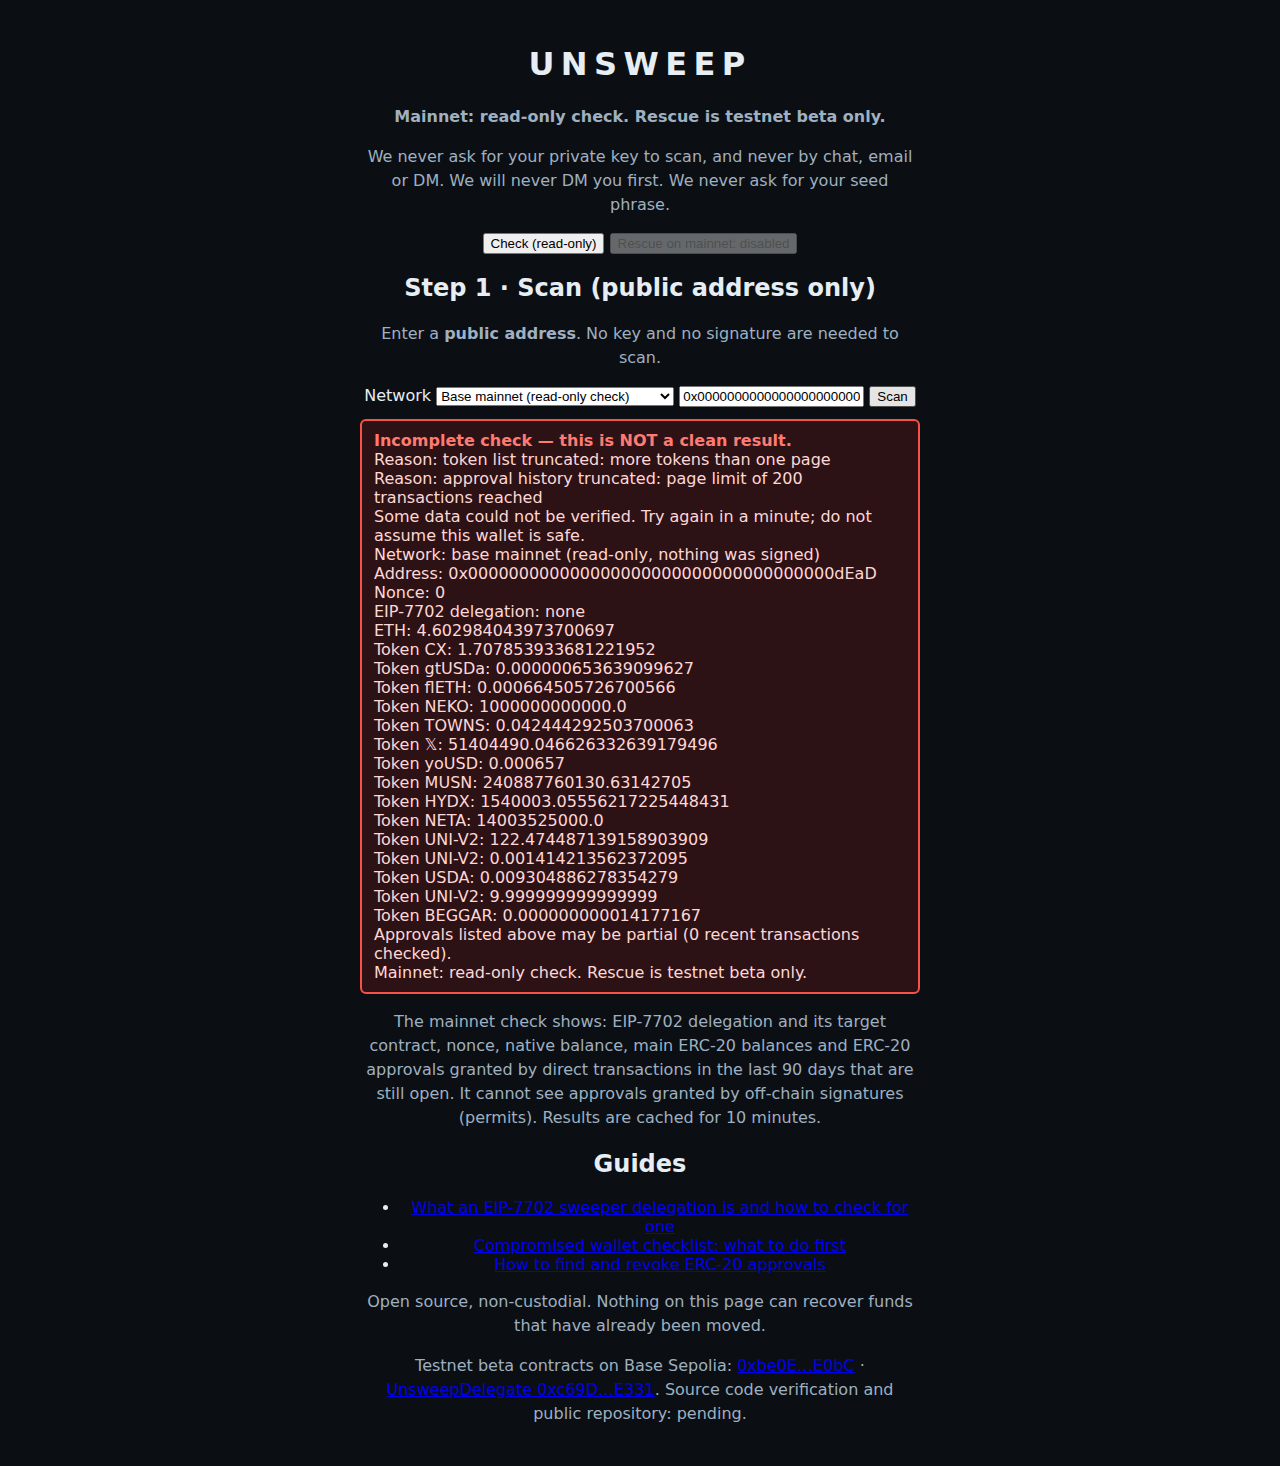 UNSWEEP
Mainnet: read-only check. Rescue is testnet beta only.
We never ask for your private key to scan, and never by chat, email
or DM. We will never DM you first. We never ask for your seed
phrase.
Check (read-only) Rescue on mainnet: disabled
Step 1 · Scan (public address only)
Enter a public address. No key and no signature are needed to
scan.
Network Base mainnet (read-only check) 0x00000000000000000000000 Scan
Incomplete check — this is NOT a clean result.
Reason: token list truncated: more tokens than one page
Reason: approval history truncated: page limit of 200
transactions reached
Some data could not be verified. Try again in a minute; do not
assume this wallet is safe.
Network: base mainnet (read-only, nothing was signed)
Address: 0x000000000000000000000000000000000000dEaD
Nonce: 0
EIP-7702 delegation: none
ETH: 4.602984043973700697
Token CX: 1.707853933681221952
Token gtUSDa: 0.000000653639099627
Token flETH: 0.000664505726700566
Token NEKO: 1000000000000.0
Token TOWNS: 0.042444292503700063
Token 𝕏: 51404490.046626332639179496
Token yoUSD: 0.000657
Token MUSN: 240887760130.63142705
Token HYDX: 1540003.05556217225448431
Token NETA: 14003525000.0
Token UNI-V2: 122.474487139158903909
Token UNI-V2: 0.001414213562372095
Token USDA: 0.009304886278354279
Token UNI-V2: 9.999999999999999
Token BEGGAR: 0.000000000014177167
Approvals listed above may be partial (0 recent transactions
checked).
Mainnet: read-only check. Rescue is testnet beta only.
The mainnet check shows: EIP-7702 delegation and its target
contract, nonce, native balance, main ERC-20 balances and ERC-20
approvals granted by direct transactions in the last 90 days that are
still open. It cannot see approvals granted by off-chain signatures
(permits). Results are cached for 10 minutes.
Guides
What an EIP-7702 sweeper delegation is and how to check for
one
Compromised wallet checklist: what to do first
How to find and revoke ERC-20 approvals
Open source, non-custodial. Nothing on this page can recover funds
that have already been moved.
Testnet beta contracts on Base Sepolia: 0xbe0E…E0bC ·
UnsweepDelegate 0xc69D…E331. Source code verification and
public repository: pending.